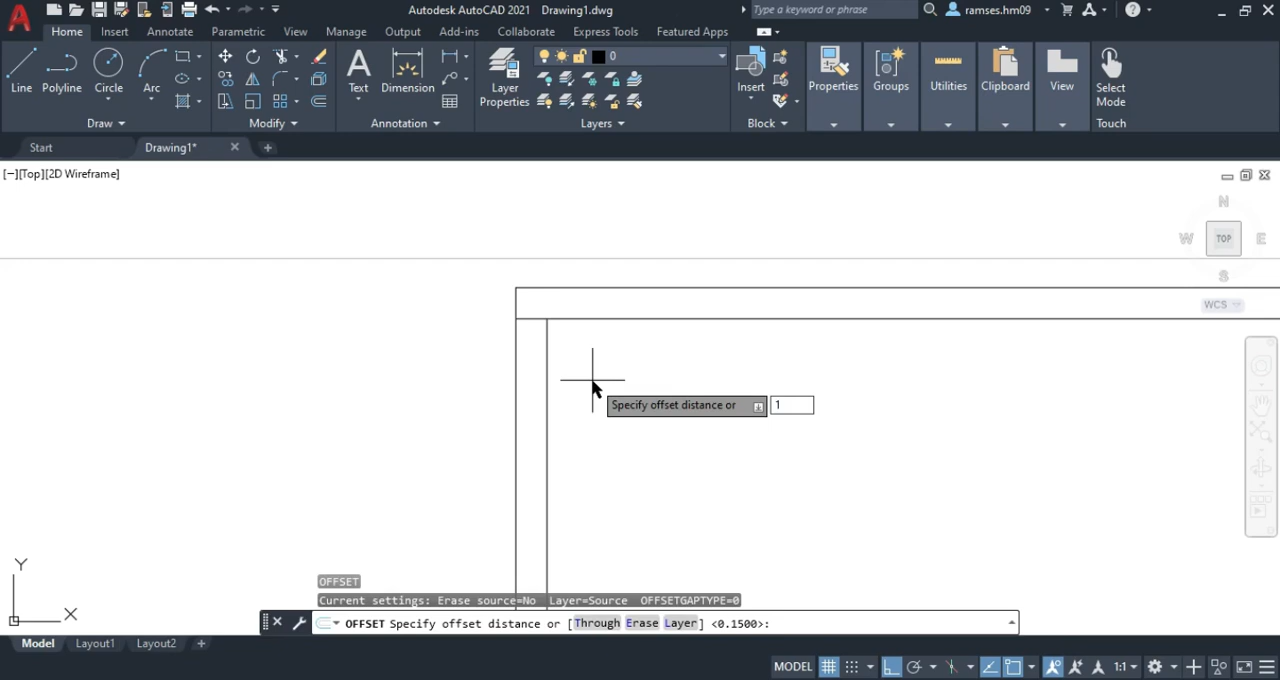 Autodesk AutoCAD 2021 Drawing1.dwg
Type a keyword or phrase
ramses.hm09
Home Insert Annotate Parametric View Manage Output Add-ins Collaborate Express Tools Featured Apps
0
Line Polyline Circle Arc Text Dimension Layer Properties Insert Properties Groups Utilities Clipboard View Select Mode
Draw Modify Annotation Layers Block Touch
Start Drawing1*
[−][Top][2D Wireframe]
N
W TOP E
S
WCS
Specify offset distance or 1
Y
X
OFFSET
Current settings: Erase source=No Layer=Source OFFSETGAPTYPE=0
OFFSET Specify offset distance or [Through Erase Layer] <0.1500>:
Model Layout1 Layout2
MODEL 1:1